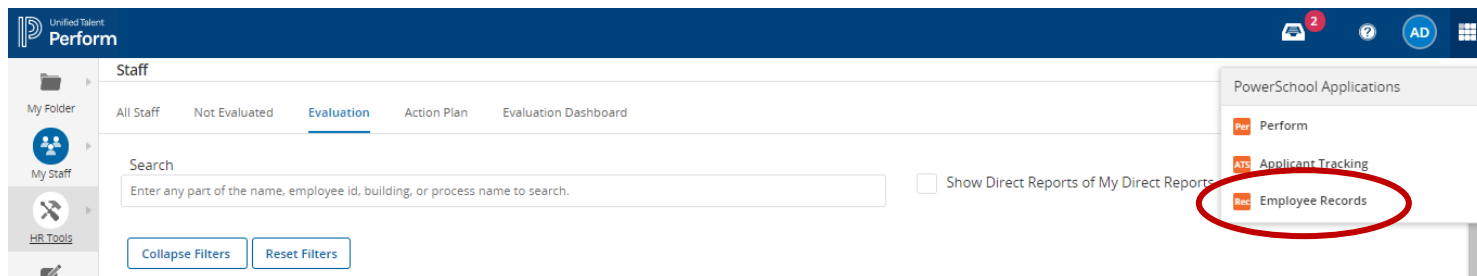 Unified Talent
Perform
2
?
AD
My Folder
My Staff
HR Tools
Staff
All Staff Not Evaluated Evaluation Action Plan Evaluation Dashboard
Search
Enter any part of the name, employee id, building, or process name to search.
Show Direct Reports of My Direct Reports
Collapse Filters Reset Filters
PowerSchool Applications
Per Perform
ATS Applicant Tracking
Rec Employee Records